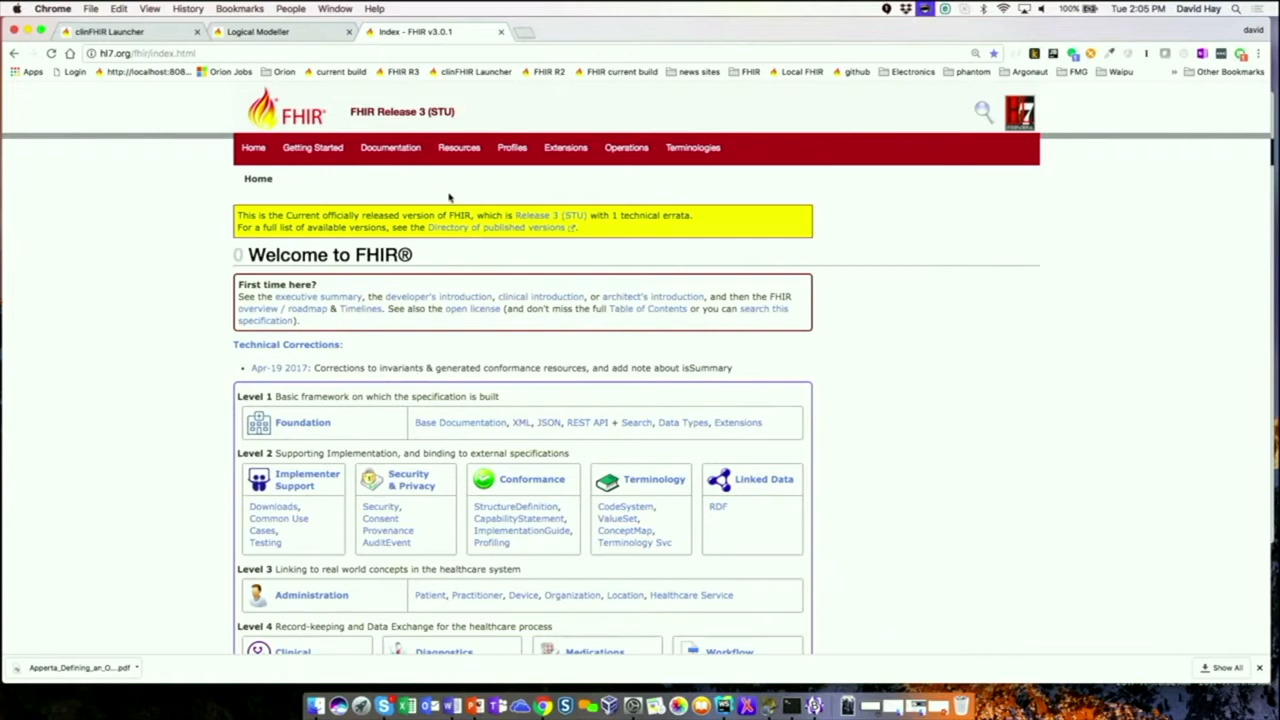 Chrome File Edit View History Bookmarks People Window Help 100% Tue 2:05 PM David Hay
clinFHIR Launcher Logical Modeller Index - FHIR v3.0.1 david
hl7.org/fhir/index.html
Apps Login http://localhost:808... Orion Jobs Orion current build FHIR R3 clinFHIR Launcher FHIR R2 FHIR current build news sites FHIR Local FHIR github Electronics phantom Argonaut FMG Waipu » Other Bookmarks
FHIR® FHIR Release 3 (STU)
Home Getting Started Documentation Resources Profiles Extensions Operations Terminologies
Home
This is the Current officially released version of FHIR, which is Release 3 (STU) with 1 technical errata.
For a full list of available versions, see the Directory of published versions.
0 Welcome to FHIR®
First time here?
See the executive summary, the developer's introduction, clinical introduction, or architect's introduction, and then the FHIR
overview / roadmap & Timelines. See also the open license (and don't miss the full Table of Contents or you can search this
specification).
Technical Corrections:
• Apr-19 2017: Corrections to invariants & generated conformance resources, and add note about isSummary
Level 1 Basic framework on which the specification is built
Foundation Base Documentation, XML, JSON, REST API + Search, Data Types, Extensions
Level 2 Supporting Implementation, and binding to external specifications
Implementer
Support
Downloads,
Common Use
Cases,
Testing
Security
& Privacy
Security,
Consent
Provenance
AuditEvent
Conformance
StructureDefinition,
CapabilityStatement,
ImplementationGuide,
Profiling
Terminology
CodeSystem,
ValueSet,
ConceptMap,
Terminology Svc
Linked Data
RDF
Level 3 Linking to real world concepts in the healthcare system
Administration Patient, Practitioner, Device, Organization, Location, Healthcare Service
Level 4 Record-keeping and Data Exchange for the healthcare process
Clinical Diagnostics Medications Workflow
Apperta_Defining_an_O....pdf Show All